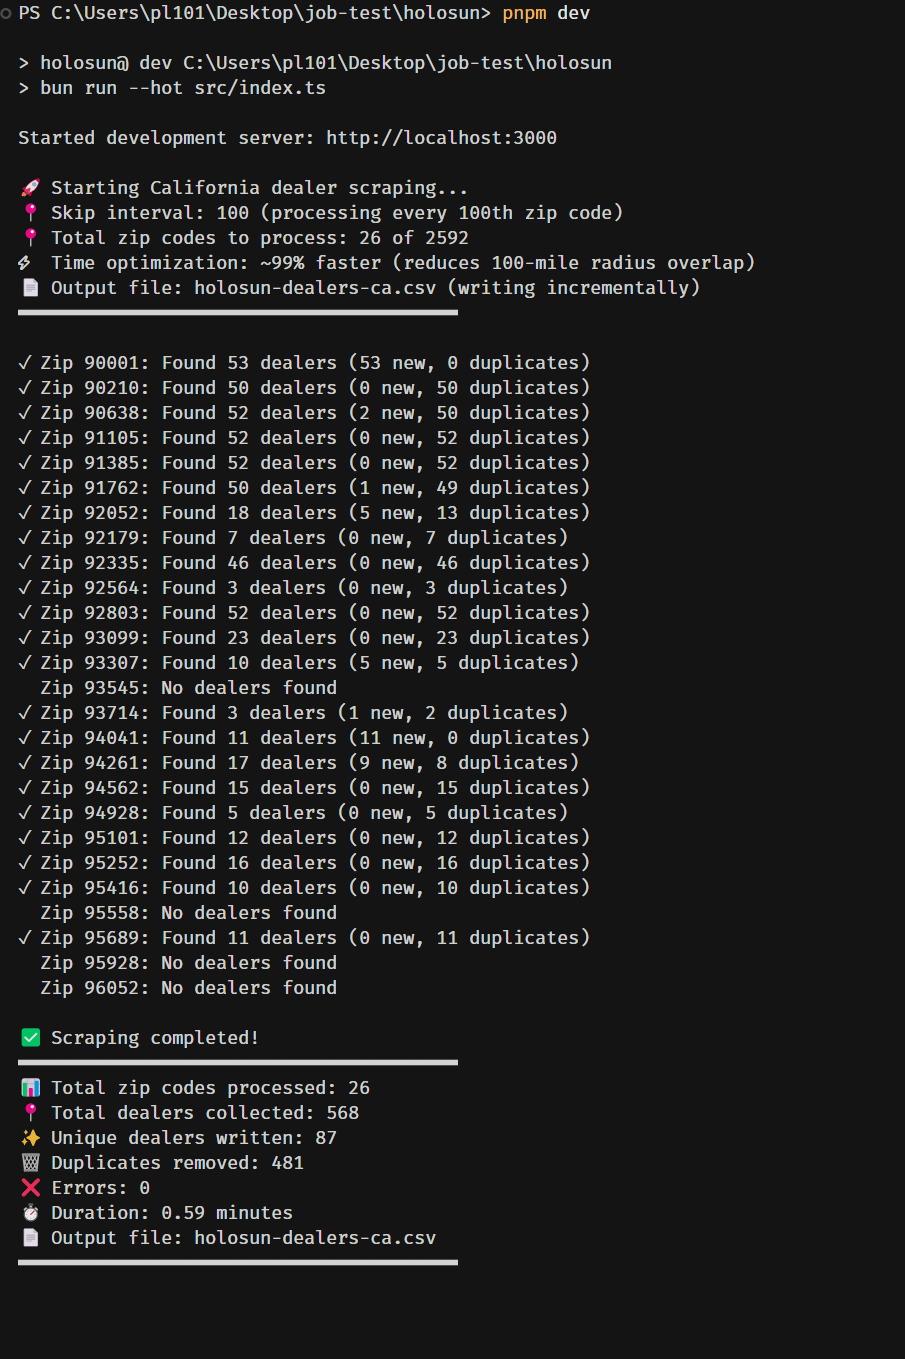 PS C:\Users\pl101\Desktop\job-test\holosun> pnpm dev
> holosun@ dev C:\Users\pl101\Desktop\job-test\holosun
> bun run --hot src/index.ts
Started development server: http://localhost:3000
🚀 Starting California dealer scraping...
📍 Skip interval: 100 (processing every 100th zip code)
📍 Total zip codes to process: 26 of 2592
⚡ Time optimization: ~99% faster (reduces 100-mile radius overlap)
📄 Output file: holosun-dealers-ca.csv (writing incrementally)
✓ Zip 90001: Found 53 dealers (53 new, 0 duplicates)
✓ Zip 90210: Found 50 dealers (0 new, 50 duplicates)
✓ Zip 90638: Found 52 dealers (2 new, 50 duplicates)
✓ Zip 91105: Found 52 dealers (0 new, 52 duplicates)
✓ Zip 91385: Found 52 dealers (0 new, 52 duplicates)
✓ Zip 91762: Found 50 dealers (1 new, 49 duplicates)
✓ Zip 92052: Found 18 dealers (5 new, 13 duplicates)
✓ Zip 92179: Found 7 dealers (0 new, 7 duplicates)
✓ Zip 92335: Found 46 dealers (0 new, 46 duplicates)
✓ Zip 92564: Found 3 dealers (0 new, 3 duplicates)
✓ Zip 92803: Found 52 dealers (0 new, 52 duplicates)
✓ Zip 93099: Found 23 dealers (0 new, 23 duplicates)
✓ Zip 93307: Found 10 dealers (5 new, 5 duplicates)
Zip 93545: No dealers found
✓ Zip 93714: Found 3 dealers (1 new, 2 duplicates)
✓ Zip 94041: Found 11 dealers (11 new, 0 duplicates)
✓ Zip 94261: Found 17 dealers (9 new, 8 duplicates)
✓ Zip 94562: Found 15 dealers (0 new, 15 duplicates)
✓ Zip 94928: Found 5 dealers (0 new, 5 duplicates)
✓ Zip 95101: Found 12 dealers (0 new, 12 duplicates)
✓ Zip 95252: Found 16 dealers (0 new, 16 duplicates)
✓ Zip 95416: Found 10 dealers (0 new, 10 duplicates)
Zip 95558: No dealers found
✓ Zip 95689: Found 11 dealers (0 new, 11 duplicates)
Zip 95928: No dealers found
Zip 96052: No dealers found
✅ Scraping completed!
📊 Total zip codes processed: 26
📍 Total dealers collected: 568
✨ Unique dealers written: 87
🗑️ Duplicates removed: 481
❌ Errors: 0
⏱️ Duration: 0.59 minutes
📄 Output file: holosun-dealers-ca.csv